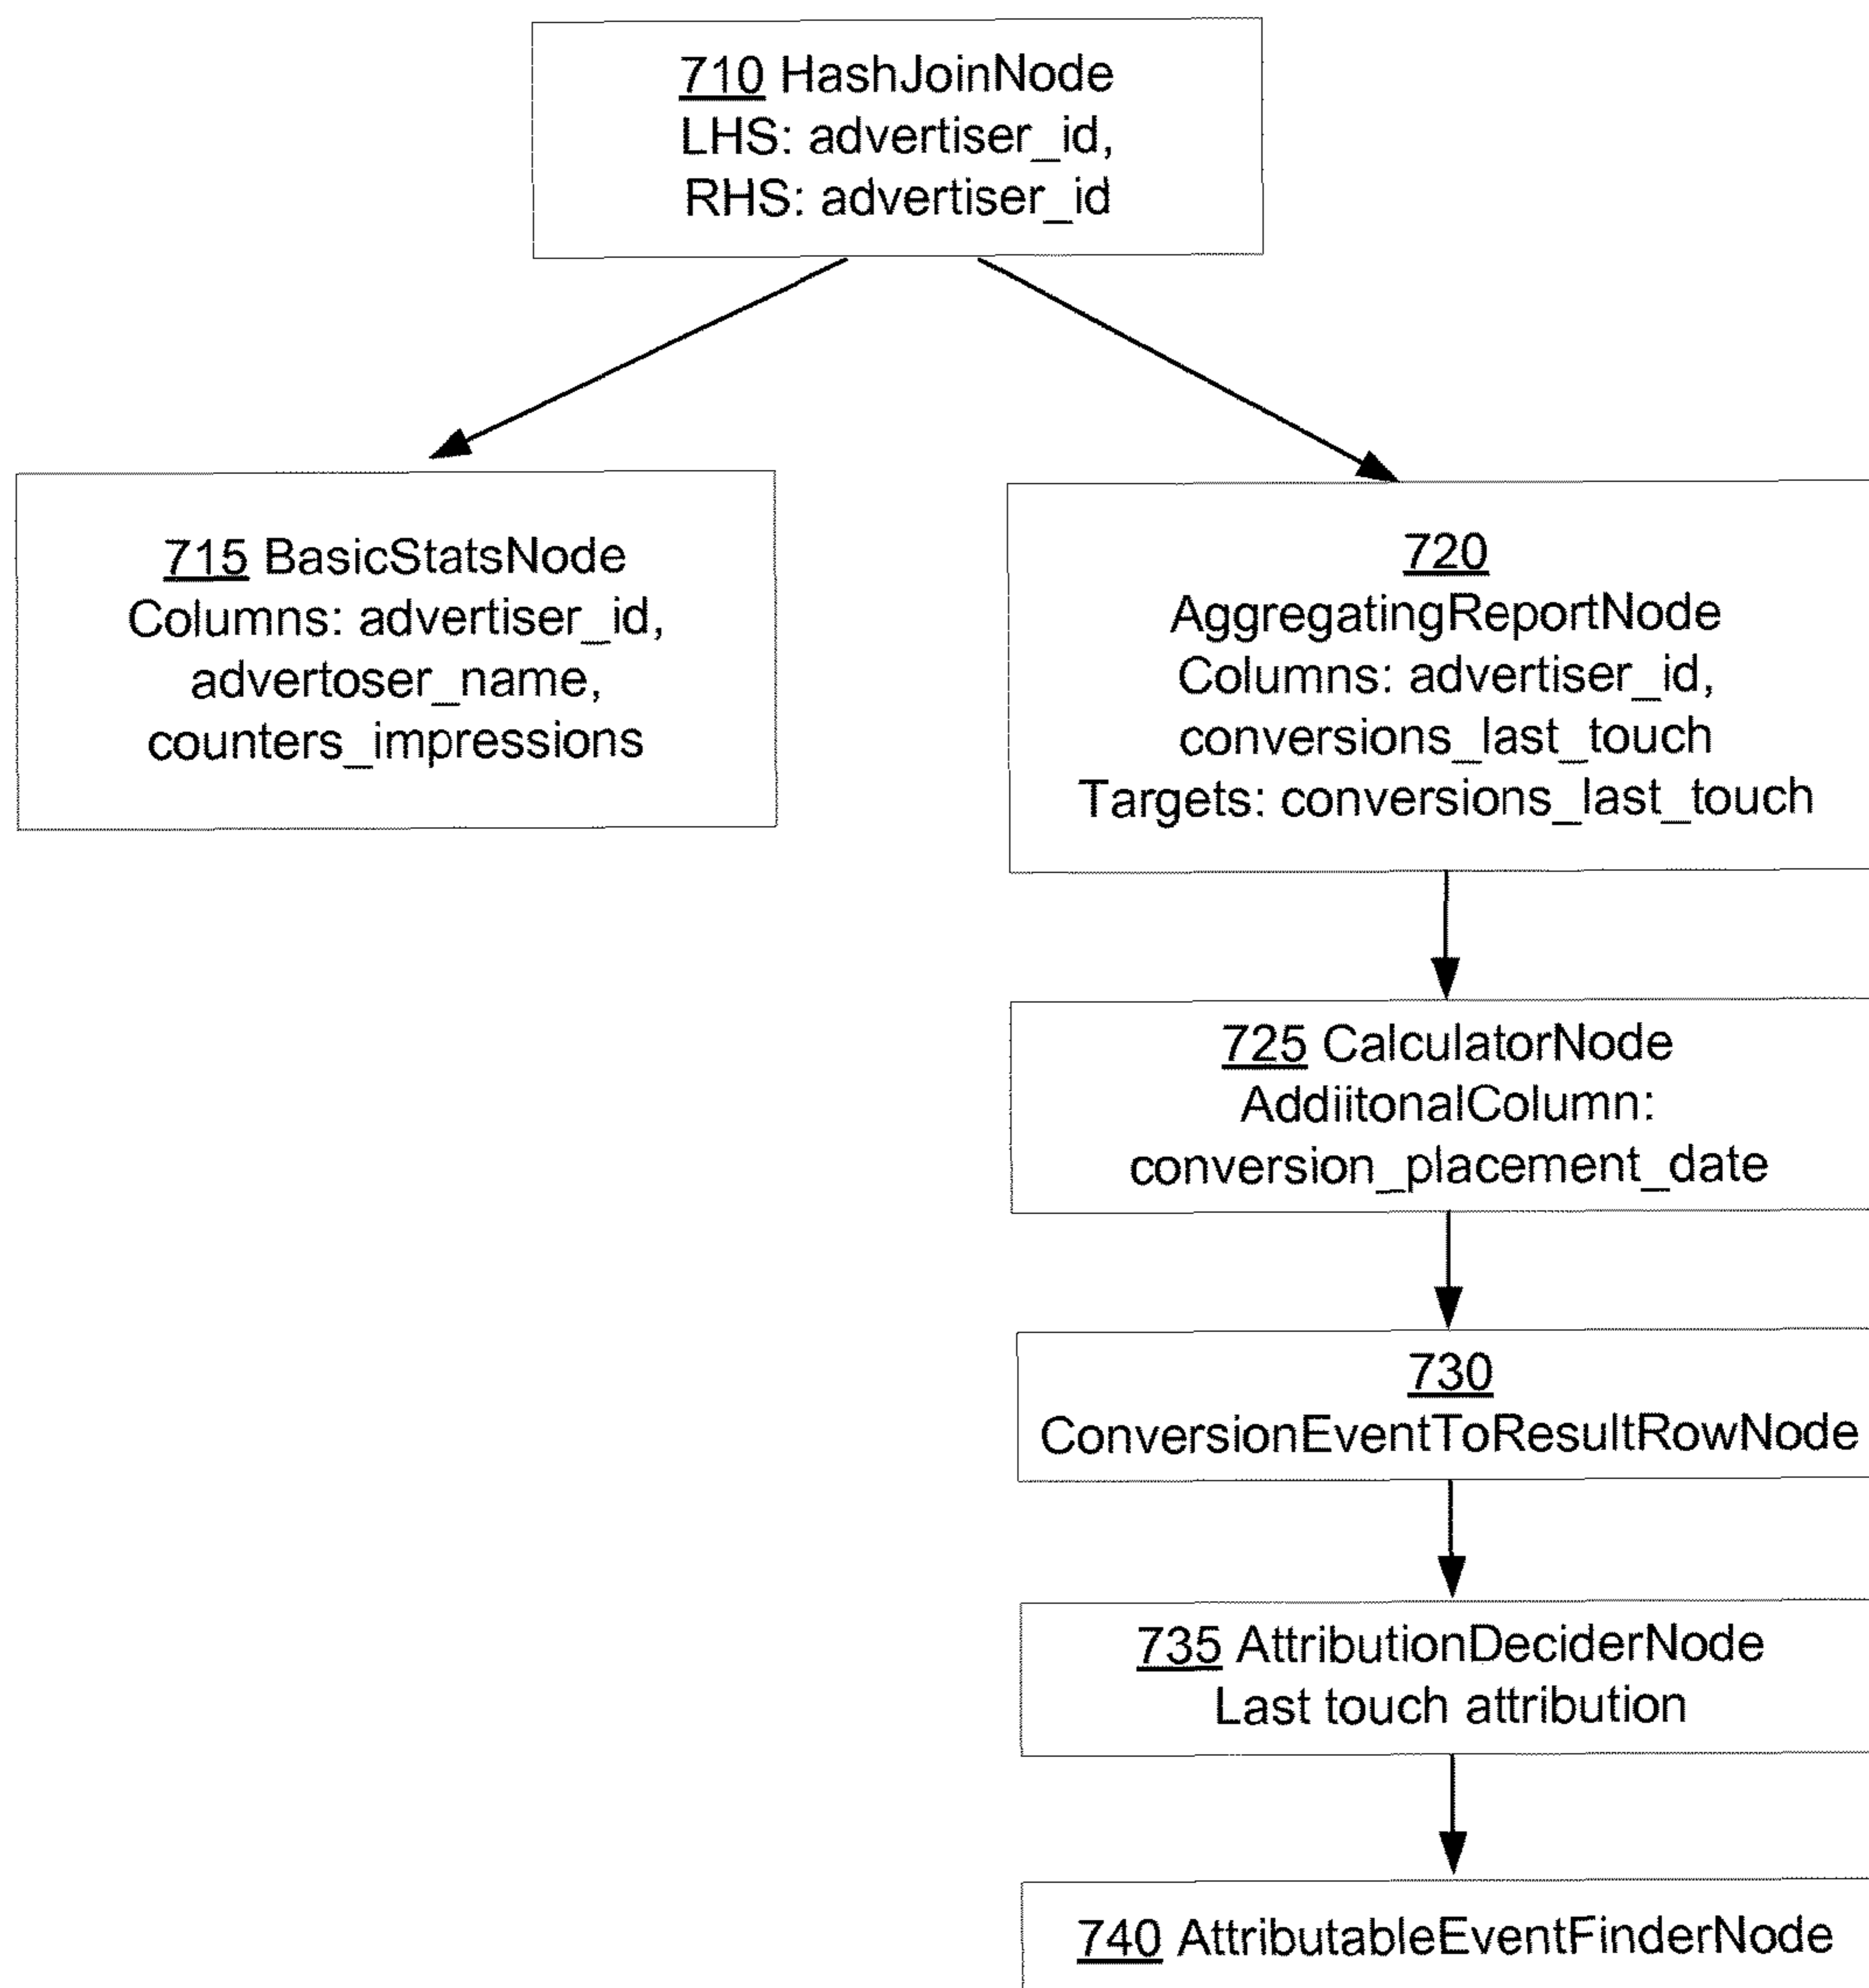 710 HashJoinNode
LHS: advertiser_id,
RHS: advertiser_id
715 BasicStatsNode
Columns: advertiser_id,
advertoser_name,
counters_impressions
720
AggregatingReportNode
Columns: advertiser_id,
conversions_last_touch
Targets: conversions_last_touch
725 CalculatorNode
AddiitonalColumn:
conversion_placement_date
730
ConversionEventToResultRowNode
735 AttributionDeciderNode
Last touch attribution
740 AttributableEventFinderNode